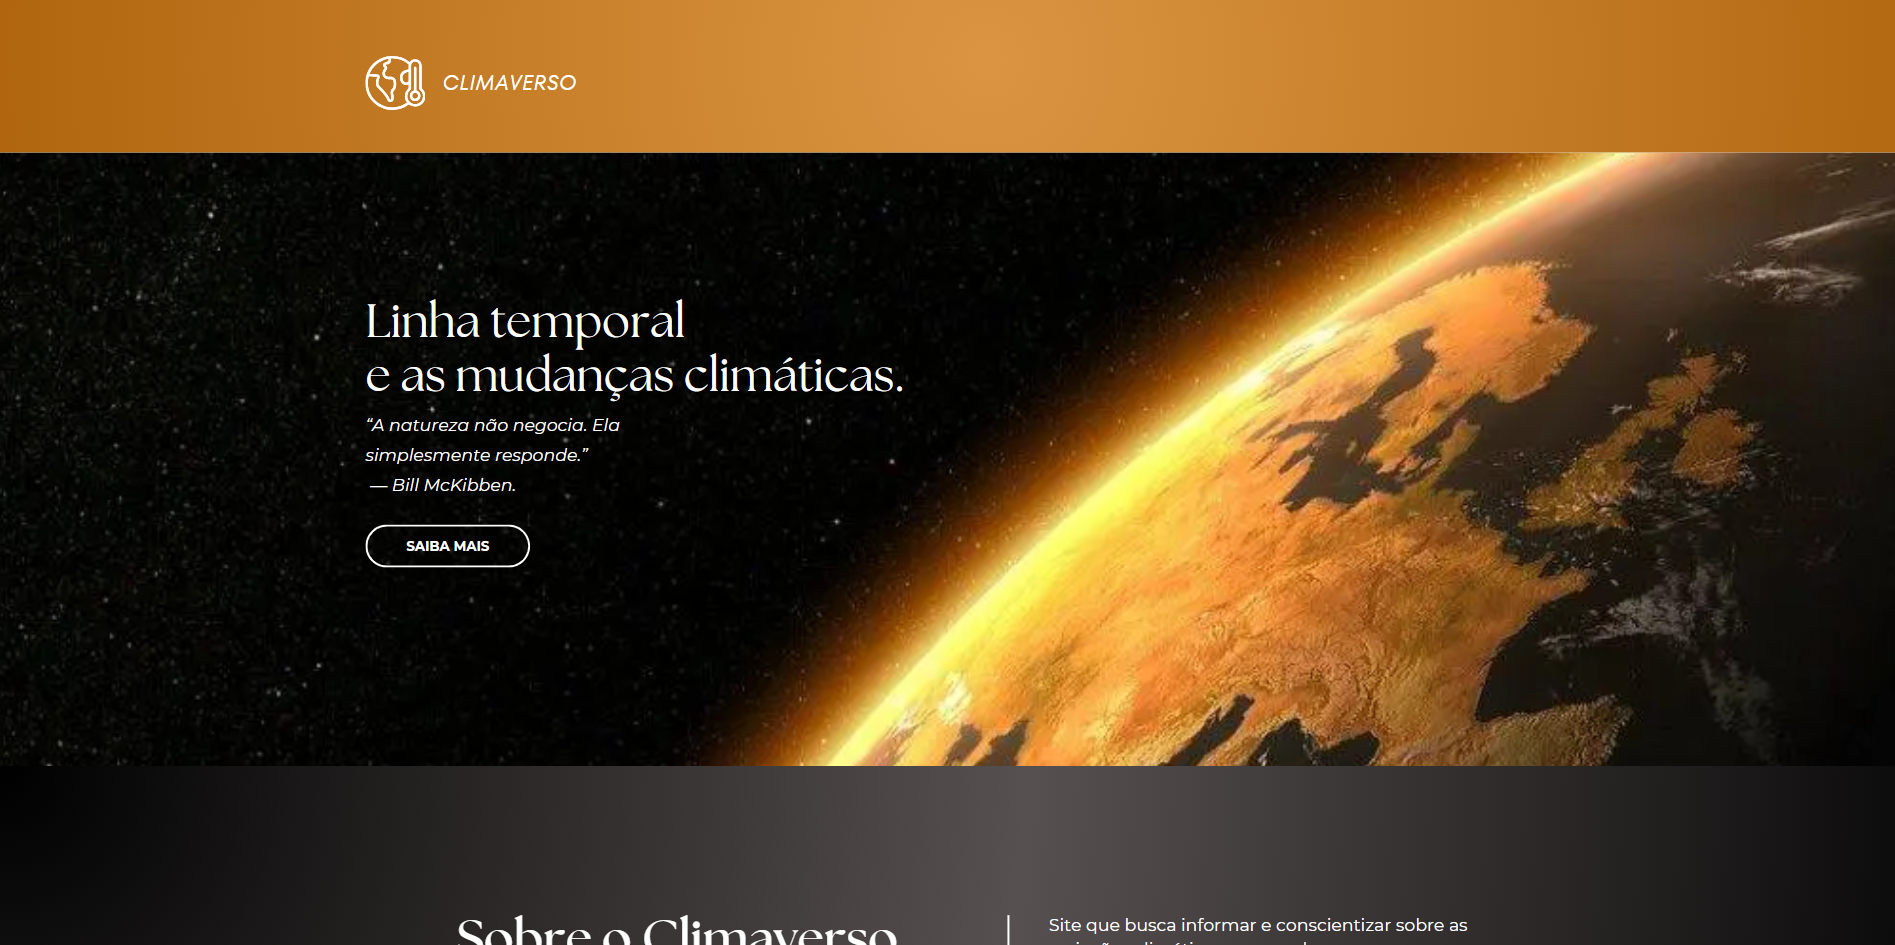 CLIMAVERSO
Linha temporal
e as mudanças climáticas.
“A natureza não negocia. Ela
simplesmente responde.”
— Bill McKibben.
SAIBA MAIS
Sobre o Climaverso
Site que busca informar e conscientizar sobre as